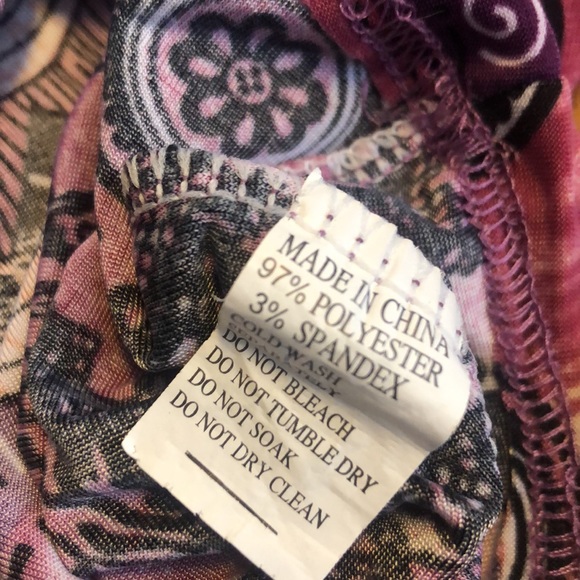 MADE IN CHINA
97% POLYESTER
3% SPANDEX
COLD WASH
DO NOT BLEACH
DO NOT TUMBLE DRY
DO NOT SOAK
DO NOT DRY CLEAN